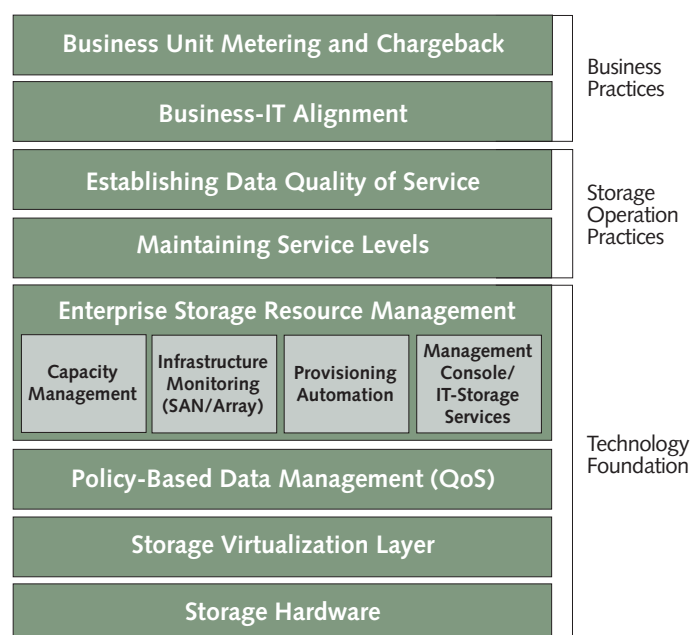 Business Unit Metering and Chargeback
Business-IT Alignment
Business
Practices
Establishing Data Quality of Service
Maintaining Service Levels
Storage
Operation
Practices
Enterprise Storage Resource Management
Capacity
Management
Infrastructure
Monitoring
(SAN/Array)
Provisioning
Automation
Management
Console/
IT-Storage
Services
Policy-Based Data Management (QoS)
Storage Virtualization Layer
Storage Hardware
Technology
Foundation